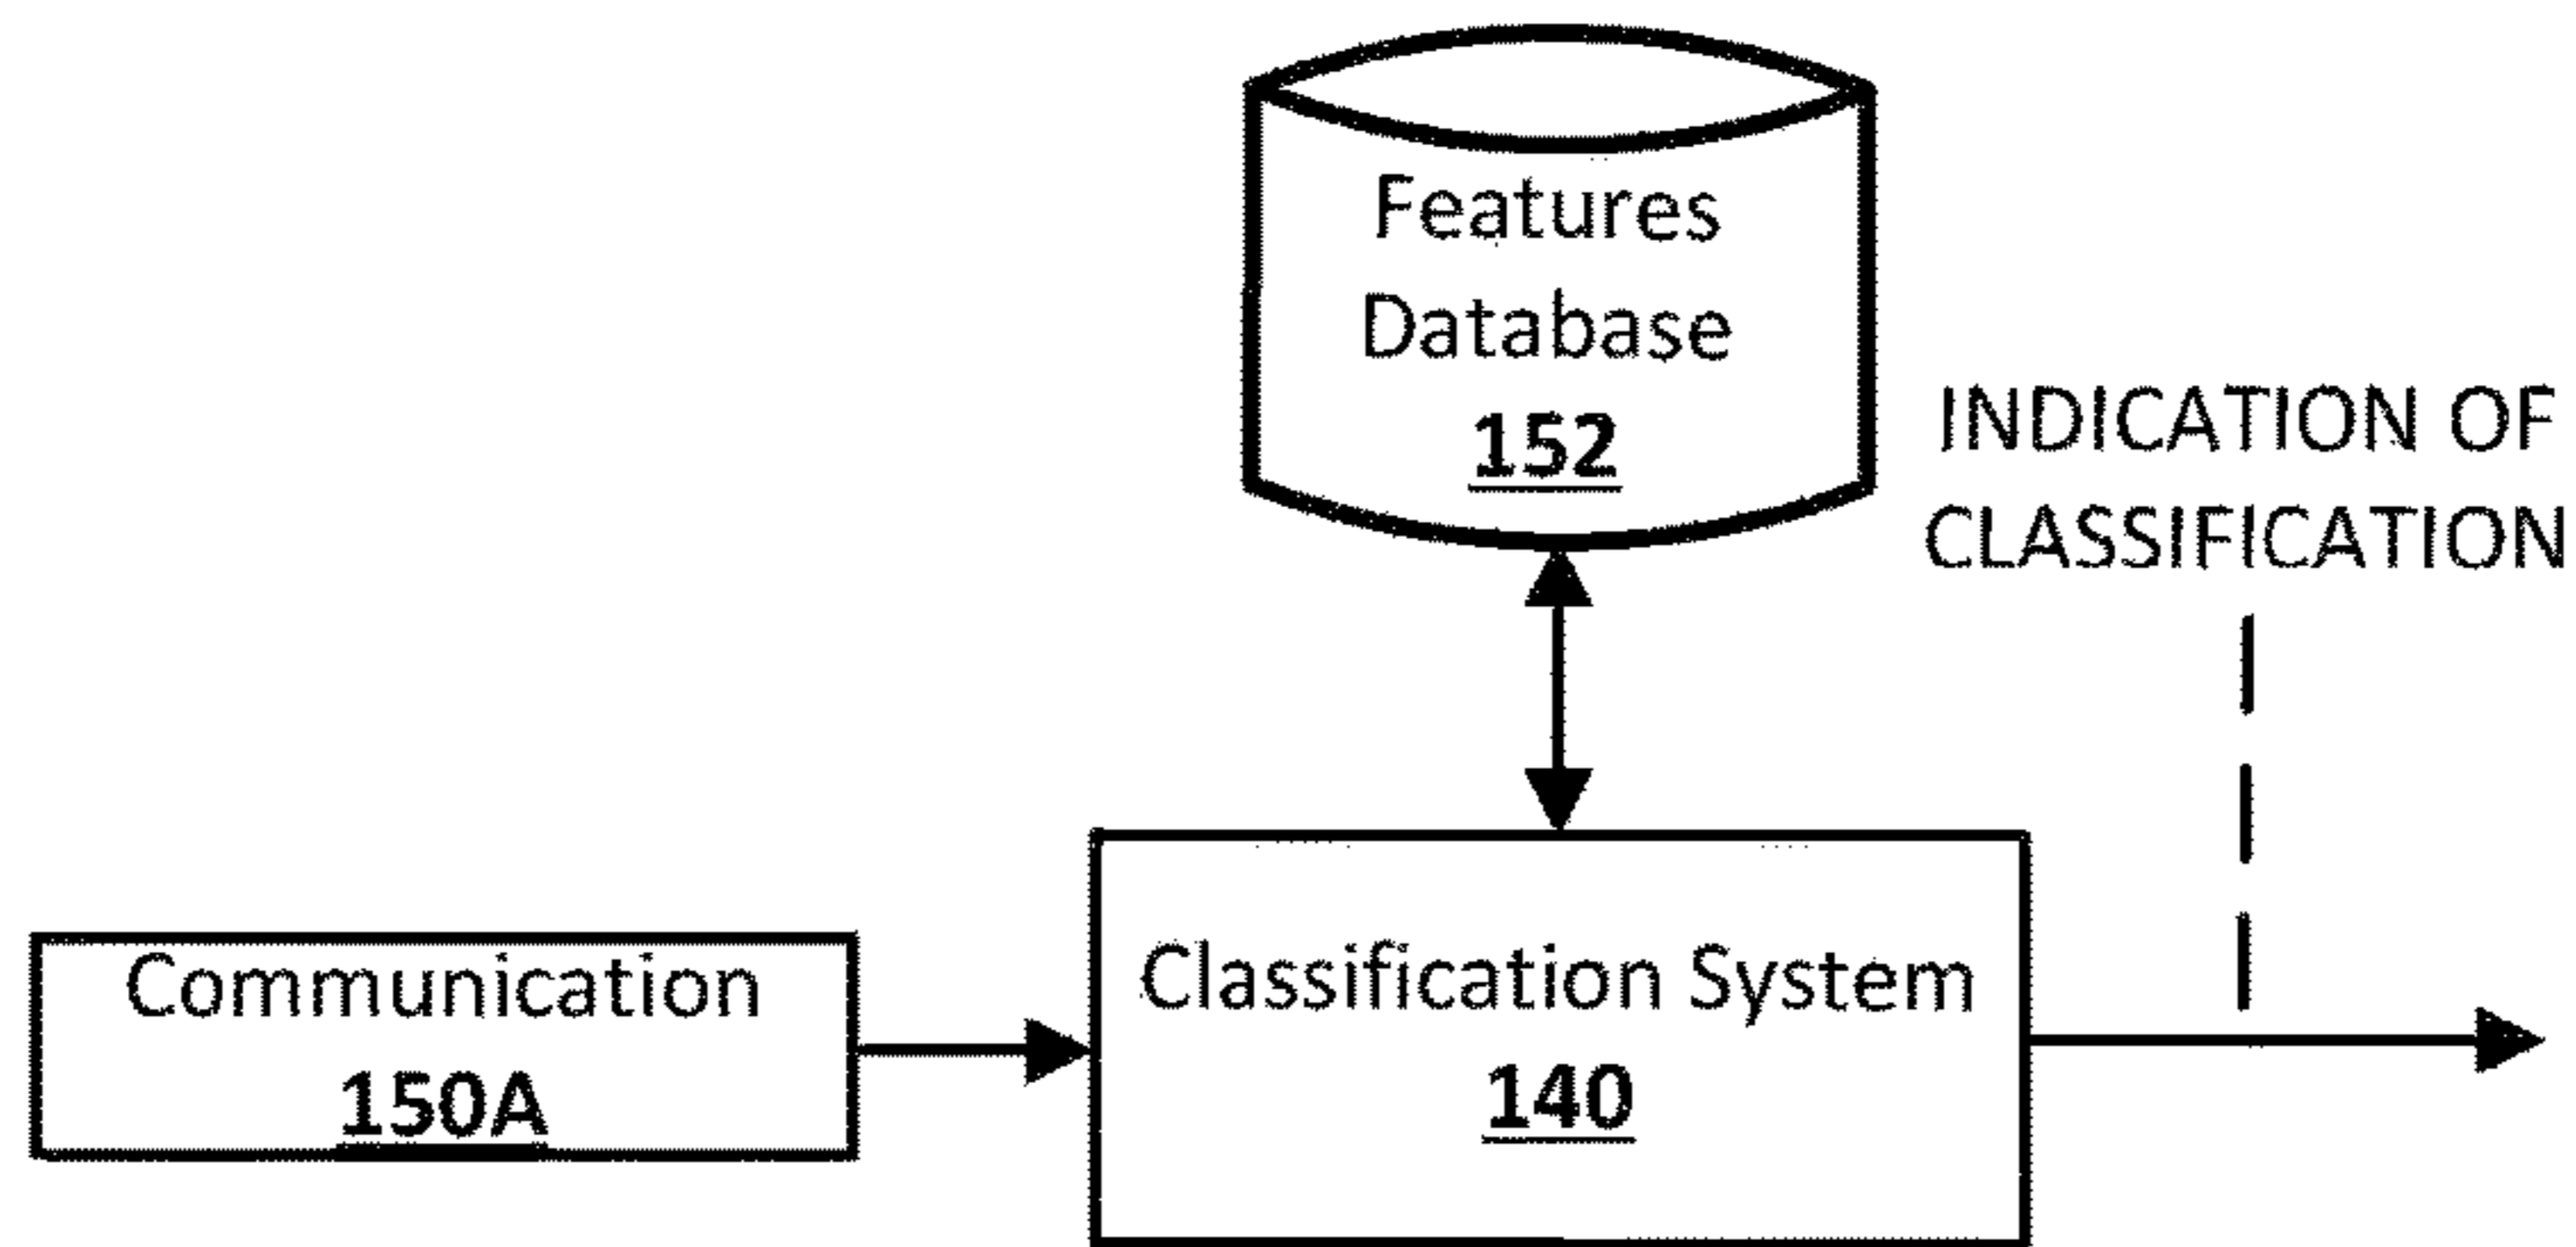 Features
Database
152
INDICATION OF
CLASSIFICATION
Communication
150A
Classification System
140